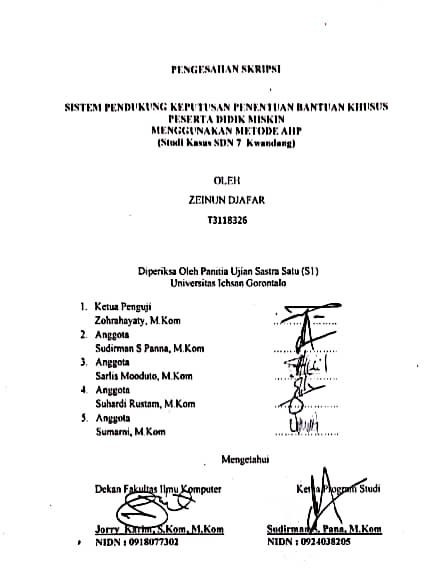 PENGESAHAN SKRIPSI
SISTEM PENDUKUNG KEPUTUSAN PENENTUAN BANTUAN KHUSUS
PESERTA DIDIK MISKIN
MENGGUNAKAN METODE AHP
(Studi Kasus SDN 7 Kwandang)
OLEH
ZEINUN DJAFAR
T3118326
Diperiksa Oleh Panitia Ujian Sastra Satu (S1)
Universitas Ichsan Gorontalo
1. Ketua Penguji
Zohrahayaty, M.Kom
2. Anggota
Sudirman S Panna, M.Kom
3. Anggota
Sarlis Mooduto, M.Kom
4. Anggota
Suhardi Rustam, M.Kom
5. Anggota
Sumarni, M.Kom
Mengetahui
Dekan Fakultas Ilmu Komputer
Ketua Program Studi
Jorry Karim, S.Kom, M.Kom
Sudirman S. Pana, M.Kom
NIDN : 0918077302
NIDN : 0924038205